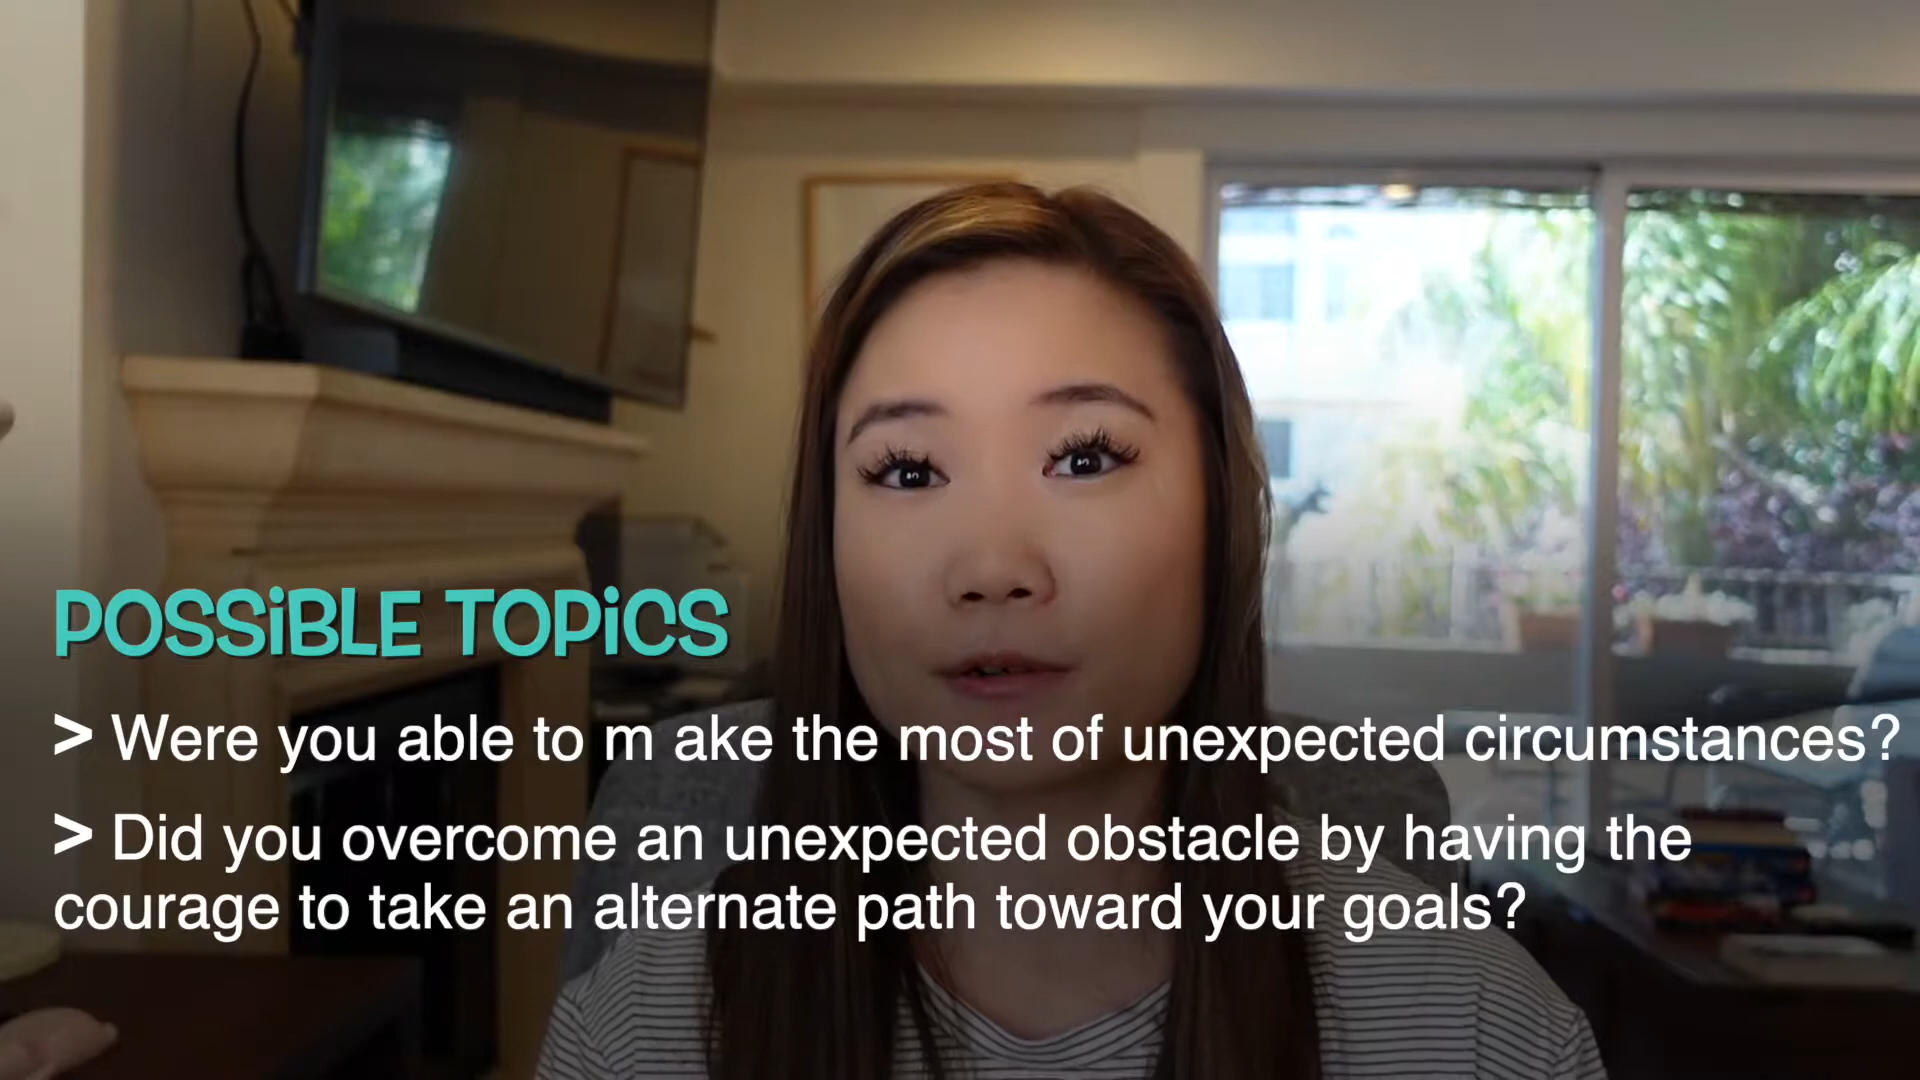 POSSiBLE TOPiCS
> Were you able to m ake the most of unexpected circumstances?
> Did you overcome an unexpected obstacle by having the
courage to take an alternate path toward your goals?